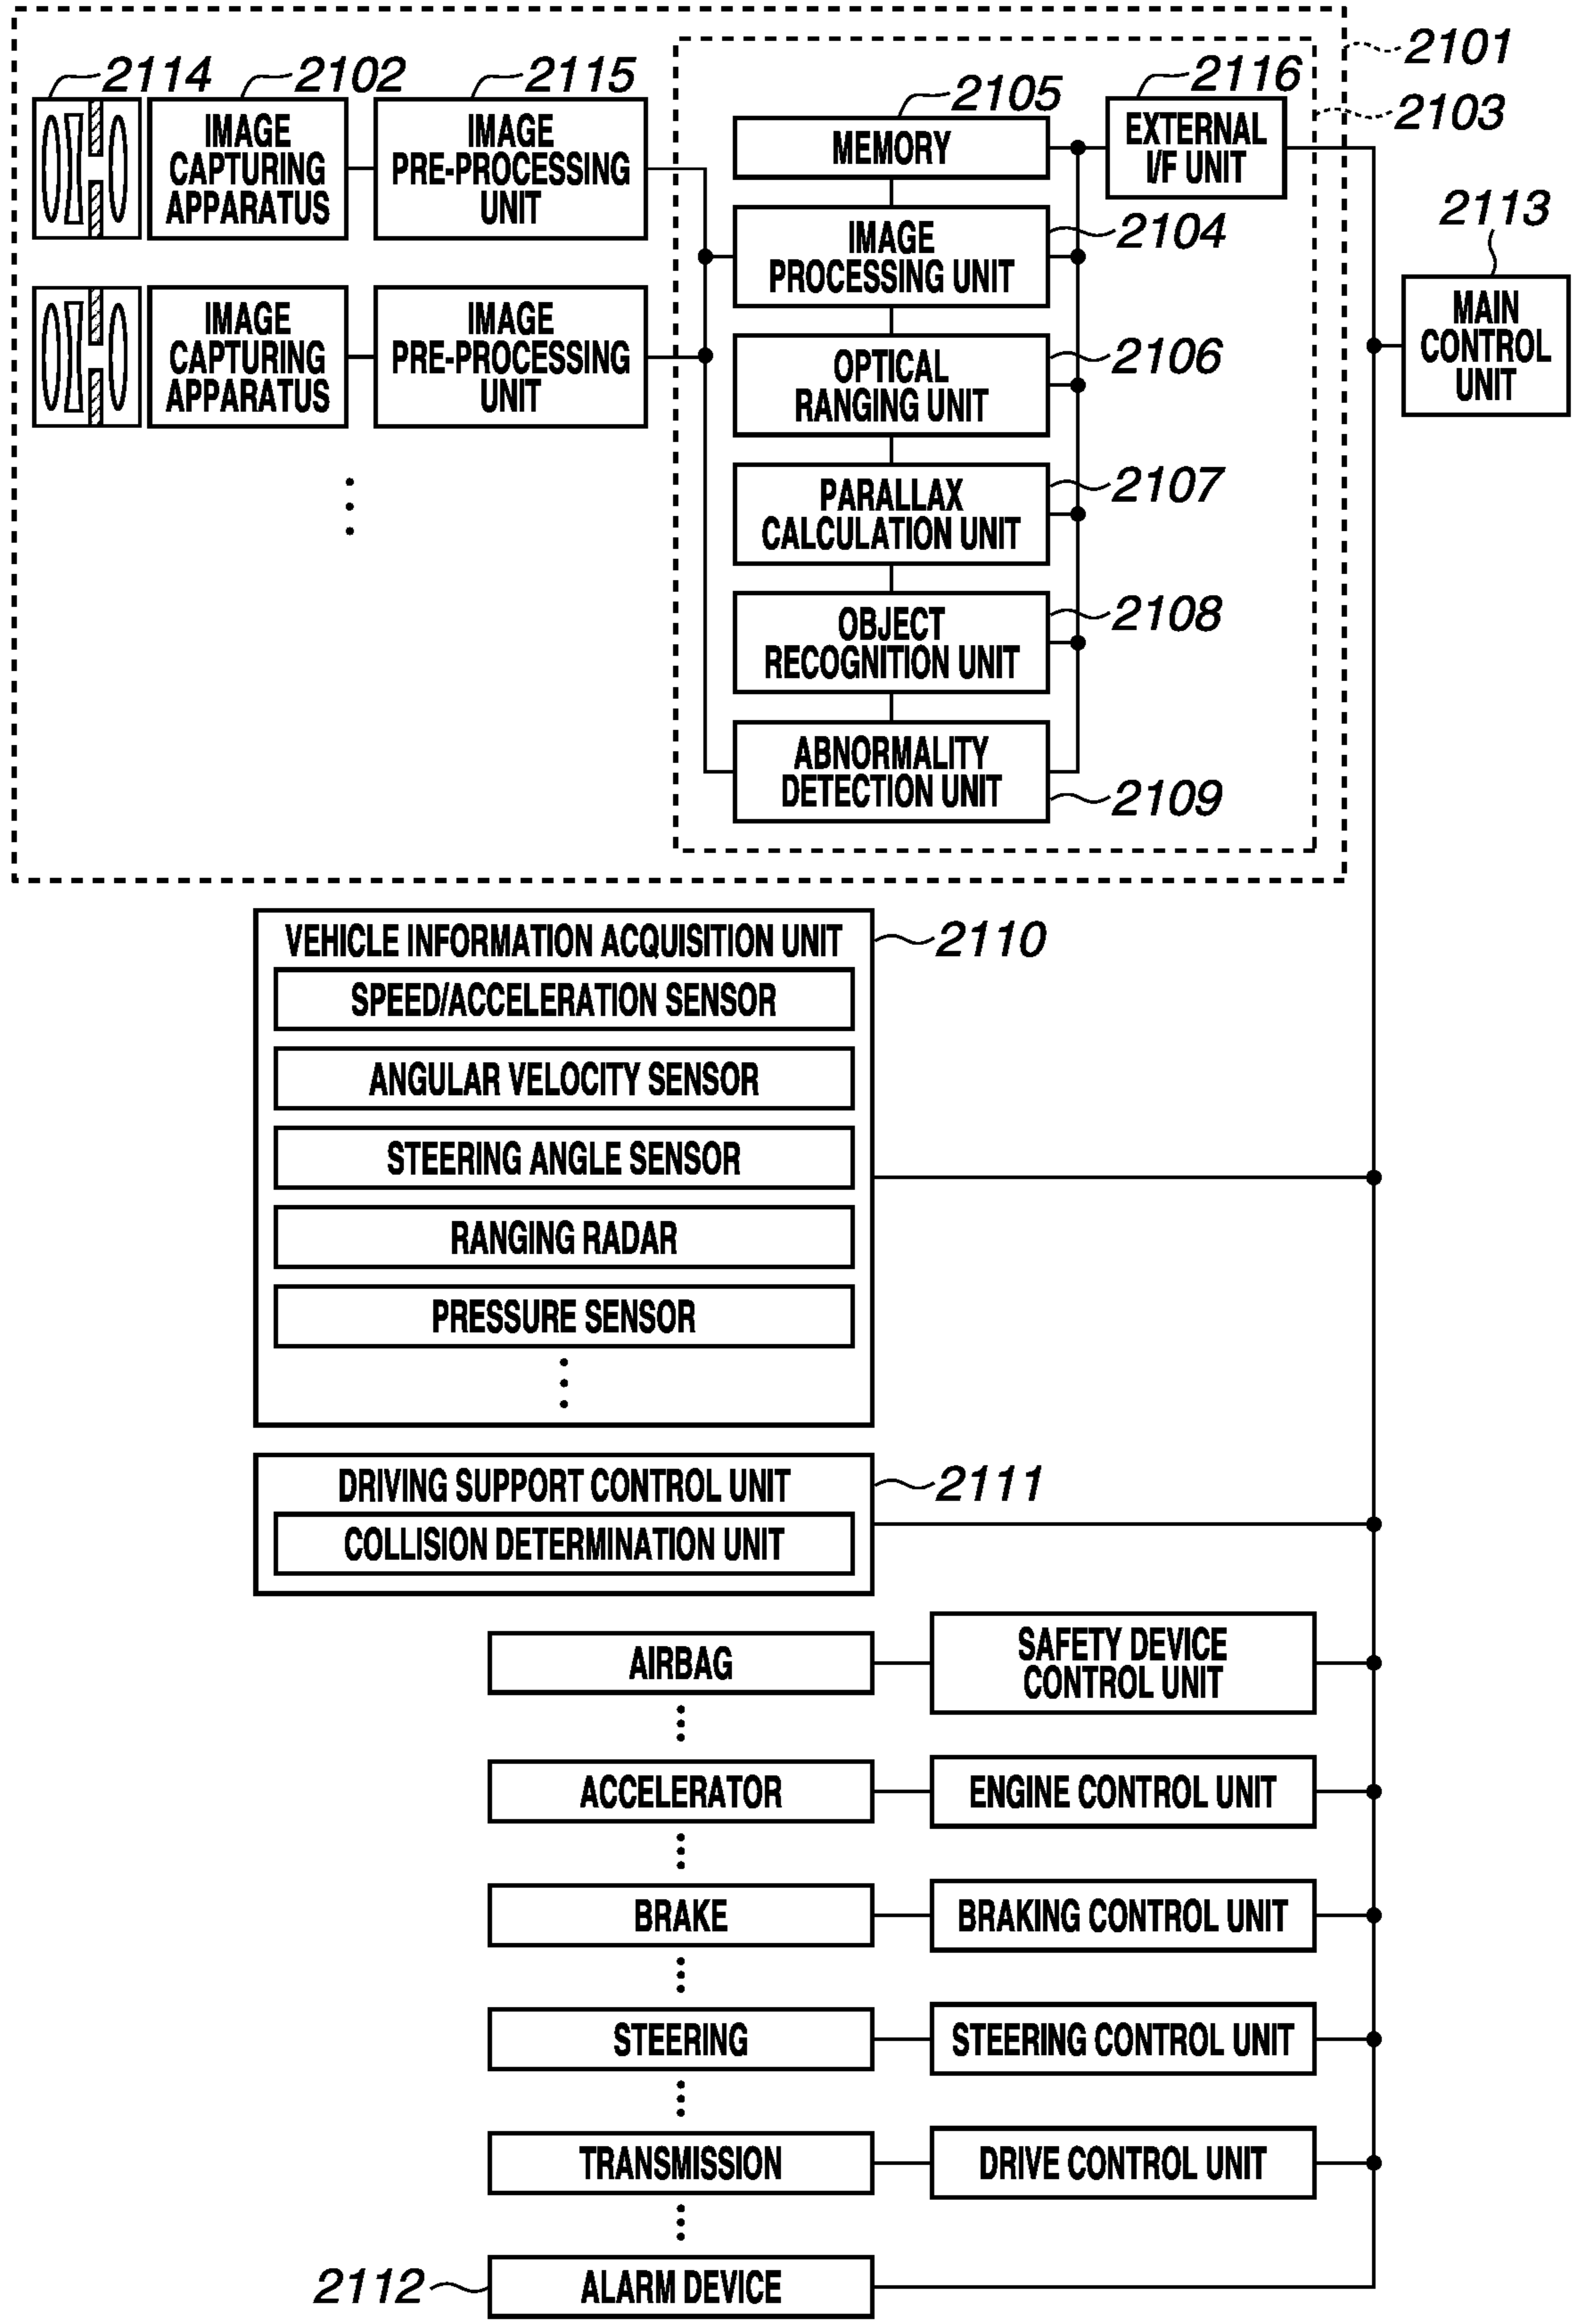 2101
2114
2102
2115
2116
2103
2105
IMAGE
CAPTURING
APPARATUS
IMAGE
PRE-PROCESSING
UNIT
MEMORY
EXTERNAL
I/F UNIT
2113
IMAGE
PROCESSING UNIT
2104
IMAGE
CAPTURING
APPARATUS
IMAGE
PRE-PROCESSING
UNIT
MAIN
CONTROL
UNIT
OPTICAL
RANGING UNIT
2106
PARALLAX
CALCULATION UNIT
2107
OBJECT
RECOGNITION UNIT
2108
ABNORMALITY
DETECTION UNIT
2109
VEHICLE INFORMATION ACQUISITION UNIT
2110
SPEED/ACCELERATION SENSOR
ANGULAR VELOCITY SENSOR
STEERING ANGLE SENSOR
RANGING RADAR
PRESSURE SENSOR
DRIVING SUPPORT CONTROL UNIT
2111
COLLISION DETERMINATION UNIT
AIRBAG
SAFETY DEVICE
CONTROL UNIT
ACCELERATOR
ENGINE CONTROL UNIT
BRAKE
BRAKING CONTROL UNIT
STEERING
STEERING CONTROL UNIT
TRANSMISSION
DRIVE CONTROL UNIT
2112
ALARM DEVICE